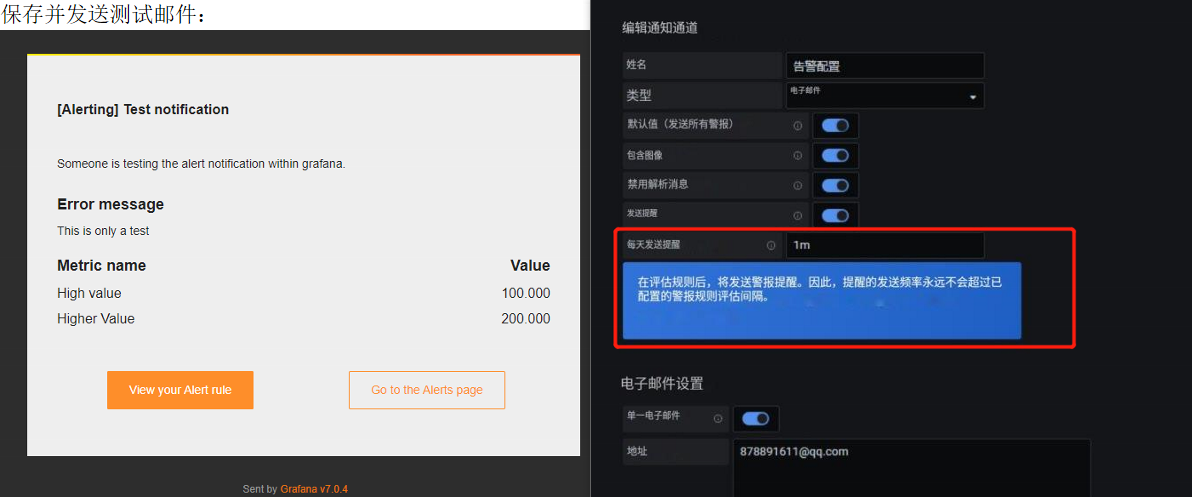 保存并发送测试邮件：
[Alerting] Test notification
Someone is testing the alert notification within grafana.
Error message
This is only a test
Metric name Value
High value 100.000
Higher Value 200.000
View your Alert rule Go to the Alerts page
Sent by Grafana v7.0.4
编辑通知通道
姓名 告警配置
类型 电子邮件
默认值（发送所有警报）
包含图像
禁用解析消息
发送提醒
每天发送提醒 1m
在评估规则后，将发送警报提醒。因此，提醒的发送频率永远不会超过已
配置的警报规则评估间隔。
电子邮件设置
单一电子邮件
地址 878891611@qq.com